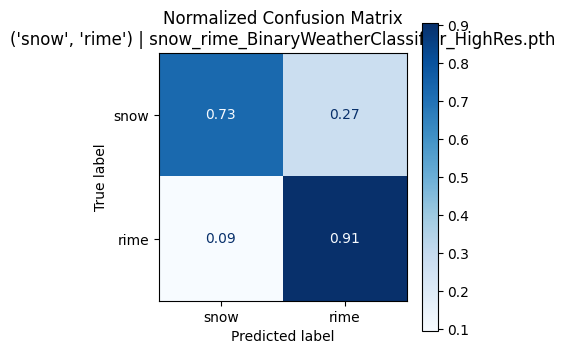 Normalized Confusion Matrix
('snow', 'rime') | snow_rime_BinaryWeatherClassifier_HighRes.pth
0.9
0.8
0.7
0.6
0.5
0.4
0.3
0.2
0.1
True label
snow
rime
0.73
0.27
0.09
0.91
snow
rime
Predicted label